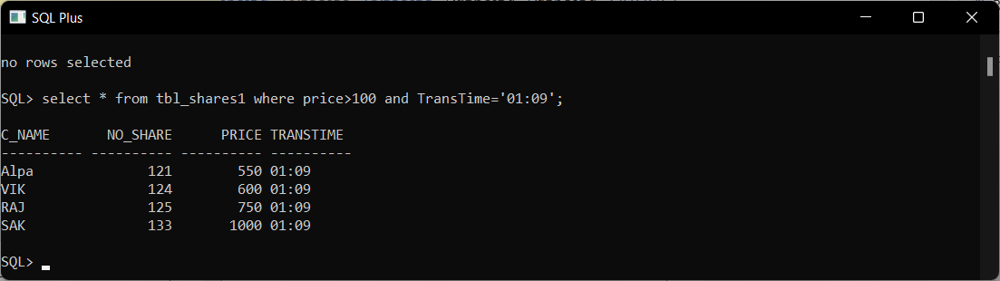 SQL Plus
no rows selected
SQL> select * from tbl_shares1 where price>100 and TransTime='01:09';
C_NAME       NO_SHARE      PRICE TRANSTIME
---------- ---------- ---------- ----------
Alpa              121        550 01:09
VIK               124        600 01:09
RAJ               125        750 01:09
SAK               133       1000 01:09
SQL>